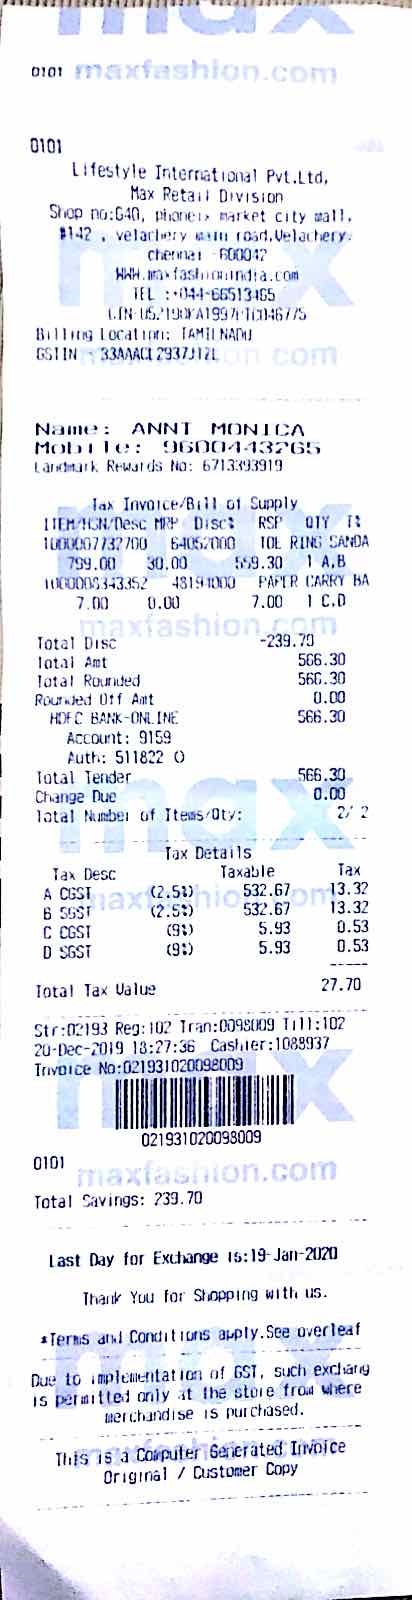 max
0101 maxfashion.com
0101
Lifestyle International Pvt.Ltd,
Max Retail Division
Shop no:G40, phoneix market city mall,
#142 , velachery main road,Velachery.
chennai -600042
WWW.maxfashionindia.com
TEL :+044-66513465
Billing Location: TAMILNADU
GSTIN : 33AAACL2937J1ZL
Name: ANNT MONICA
Mobile: 9600443265
Landmark Rewards No: 6713393919
Tax Invoice/Bill of Supply
ITEM/HSN/Desc MRP Disc% RSP QTY T%
1000007732700 64052000 TOE RING SANDA
799.00 30.00 559.30 1 A,B
1000008343352 48194000 PAPER CARRY BA
7.00 0.00 7.00 1 C,D
Total Disc -239.70
Total Amt 566.30
Total Rounded 566.30
Rounded Off Amt 0.00
HDFC BANK-ONLINE 566.30
Account: 9159
Auth: 511822 ()
Total Tender 566.30
Change Due 0.00
Total Number of Items/Qty: 2/ 2
Tax Details
Tax Desc Taxable Tax
A CGST (2.5%) 532.67 13.32
B SGST (2.5%) 532.67 13.32
C CGST (9%) 5.93 0.53
D SGST (9%) 5.93 0.53
Total Tax Value 27.70
Str:02193 Reg:102 Tran:0098009 Till:102
20-Dec-2019 18:27:36 Cashier:1088937
Invoice No:021931020098009
021931020098009
0101
maxfashion.com
Total Savings: 239.70
Last Day for Exchange is:19-Jan-2020
Thank You for Shopping with us.
*Terms and Conditions apply.See overleaf
Due to implementation of GST, such exchang
is permitted only at the store from where
merchandise is purchased.
This is a Computer Generated Invoice
Original / Customer Copy